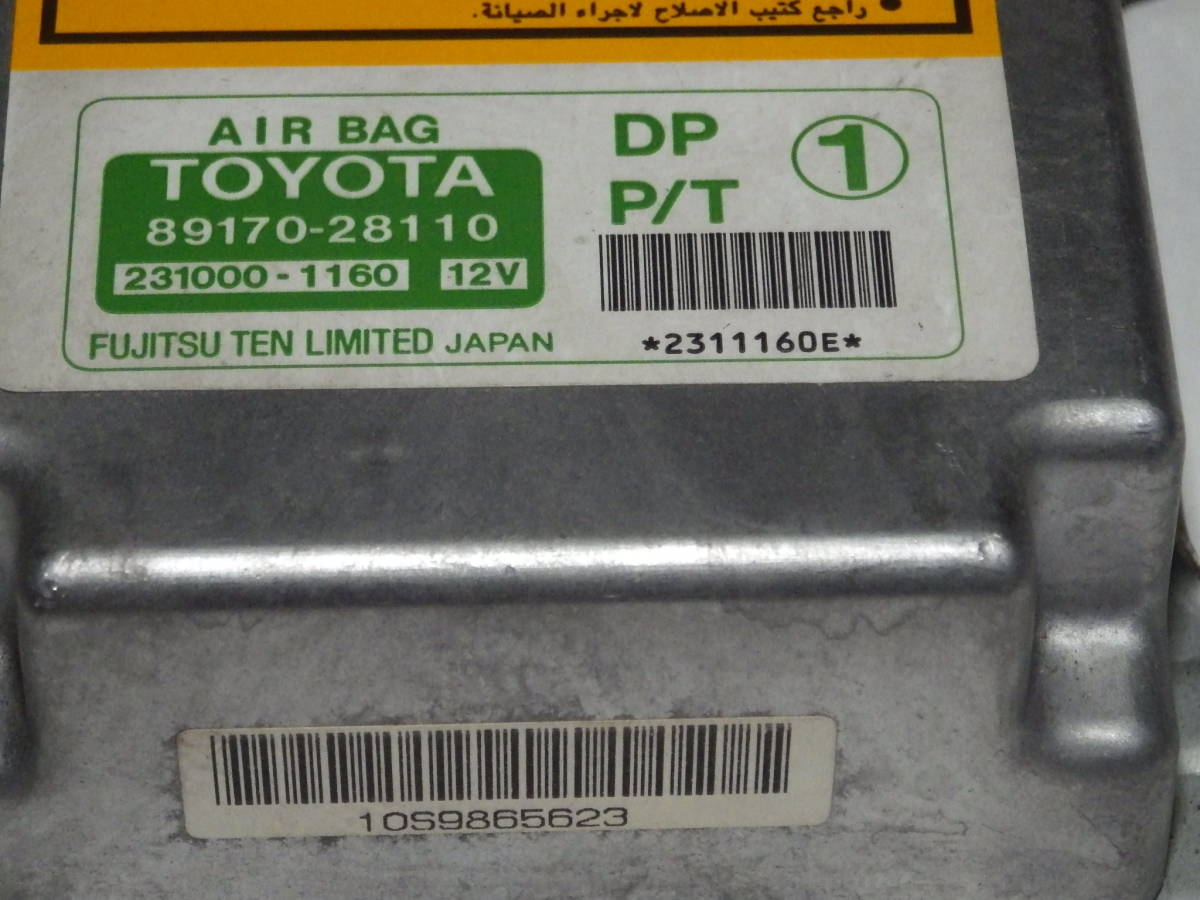 • راجع كتيب الاصلاح لاجراء الصيانة.
AIR BAG
TOYOTA
89170-28110
231000-1160 12V
FUJITSU TEN LIMITED JAPAN
DP 1
P/T
*2311160E*
10S9865623